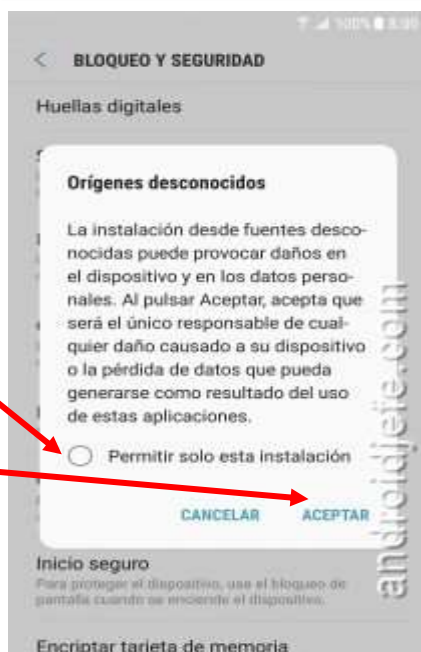 100% 8:00
< BLOQUEO Y SEGURIDAD
Huellas digitales
Orígenes desconocidos
La instalación desde fuentes desco-
nocidas puede provocar daños en
el dispositivo y en los datos perso-
nales. Al pulsar Aceptar, acepta que
será el único responsable de cual-
quier daño causado a su dispositivo
o la pérdida de datos que pueda
generarse como resultado del uso
de estas aplicaciones.
Permitir solo esta instalación
CANCELAR ACEPTAR
Inicio seguro
Para proteger el dispositivo, use el bloqueo de
pantalla cuando se enciende el dispositivo.
Encriptar tarjeta de memoria
androidjefe.com